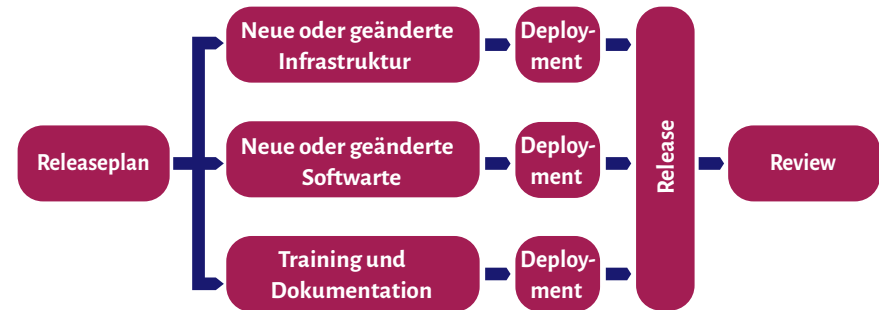 Releaseplan
Neue oder geänderte
Infrastruktur
Deploy-
ment
Neue oder geänderte
Softwarte
Deploy-
ment
Training und
Dokumentation
Deploy-
ment
Release
Review